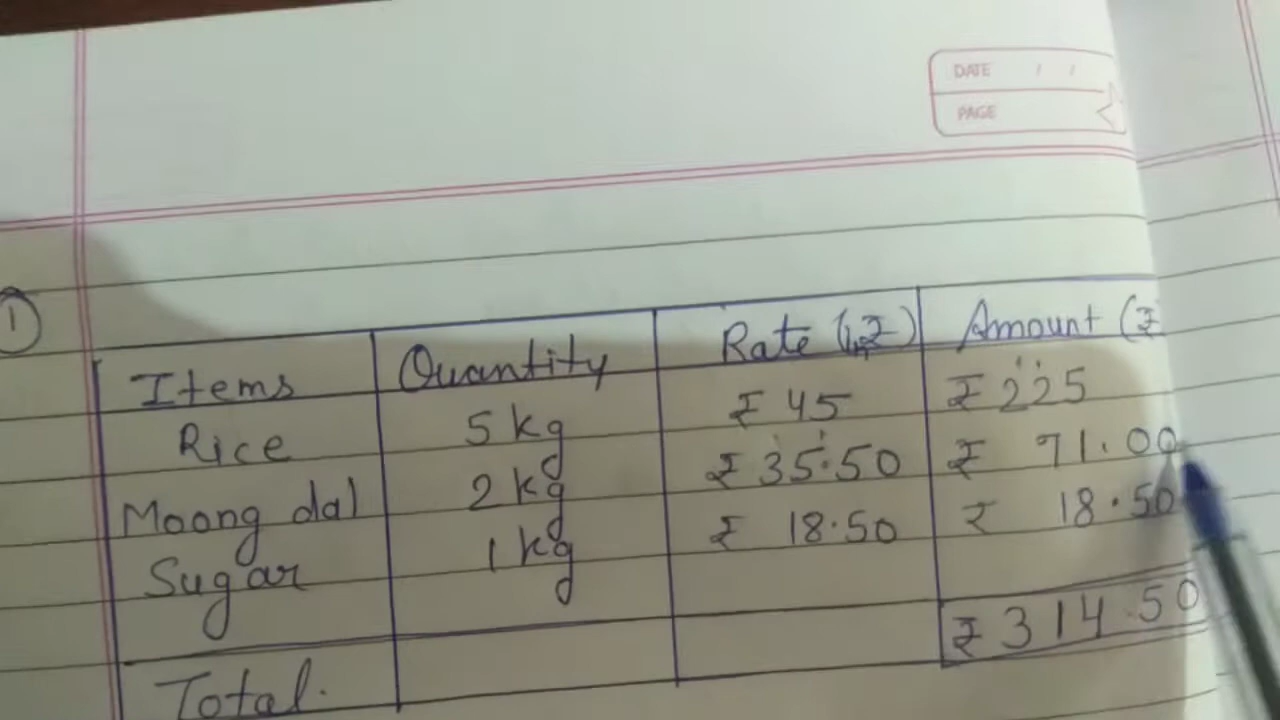 DATE / /
PAGE
1
Items Quantity Rate (in ₹) Amount (₹
Rice 5 kg ₹ 45 ₹ 225
Moong dal 2 kg ₹ 35.50 ₹ 71.00
Sugar 1 kg ₹ 18.50 ₹ 18.50
Total. ₹ 314.50